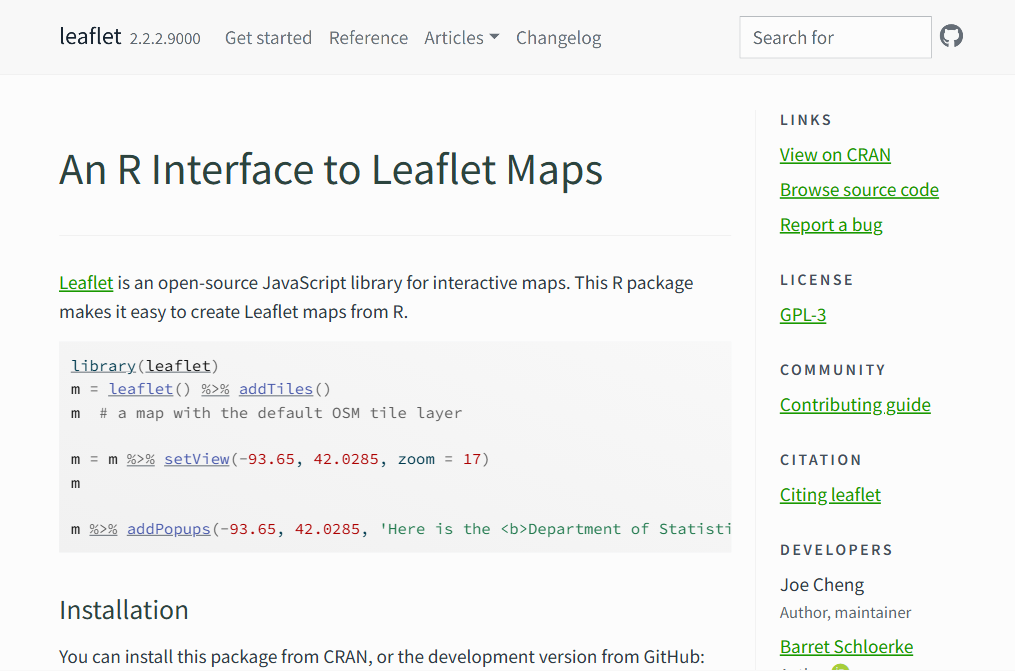 leaflet 2.2.2.9000 Get started Reference Articles Changelog Search for
An R Interface to Leaflet Maps
Leaflet is an open-source JavaScript library for interactive maps. This R package
makes it easy to create Leaflet maps from R.
library(leaflet)
m = leaflet() %>% addTiles()
m  # a map with the default OSM tile layer
m = m %>% setView(-93.65, 42.0285, zoom = 17)
m
m %>% addPopups(-93.65, 42.0285, 'Here is the <b>Department of Statisti
Installation
You can install this package from CRAN, or the development version from GitHub:
LINKS
View on CRAN
Browse source code
Report a bug
LICENSE
GPL-3
COMMUNITY
Contributing guide
CITATION
Citing leaflet
DEVELOPERS
Joe Cheng
Author, maintainer
Barret Schloerke